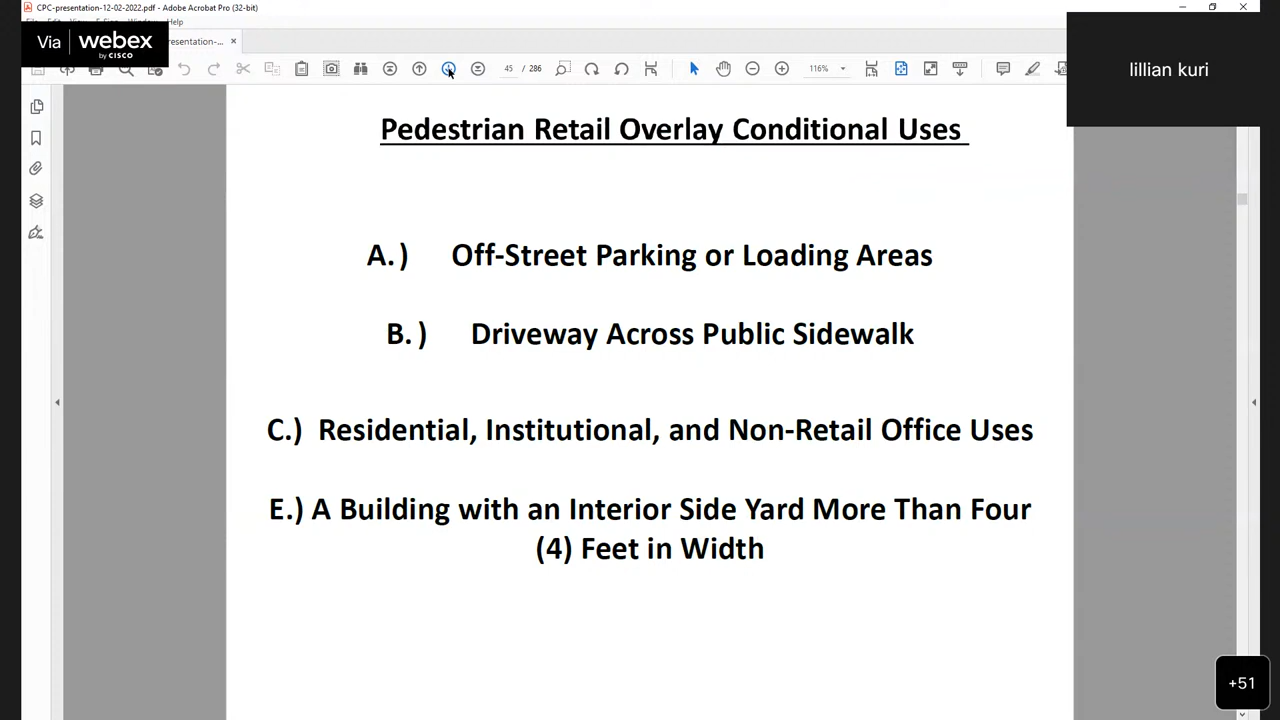 CPC-presentation-12-02-2022.pdf - Adobe Acrobat Pro (32-bit)
Help
Via webex
by CISCO
resentation-... ×
45 / 286
116%
lillian kuri
Pedestrian Retail Overlay Conditional Uses
A.) Off-Street Parking or Loading Areas
B.) Driveway Across Public Sidewalk
C.) Residential, Institutional, and Non-Retail Office Uses
E.) A Building with an Interior Side Yard More Than Four
(4) Feet in Width
+51